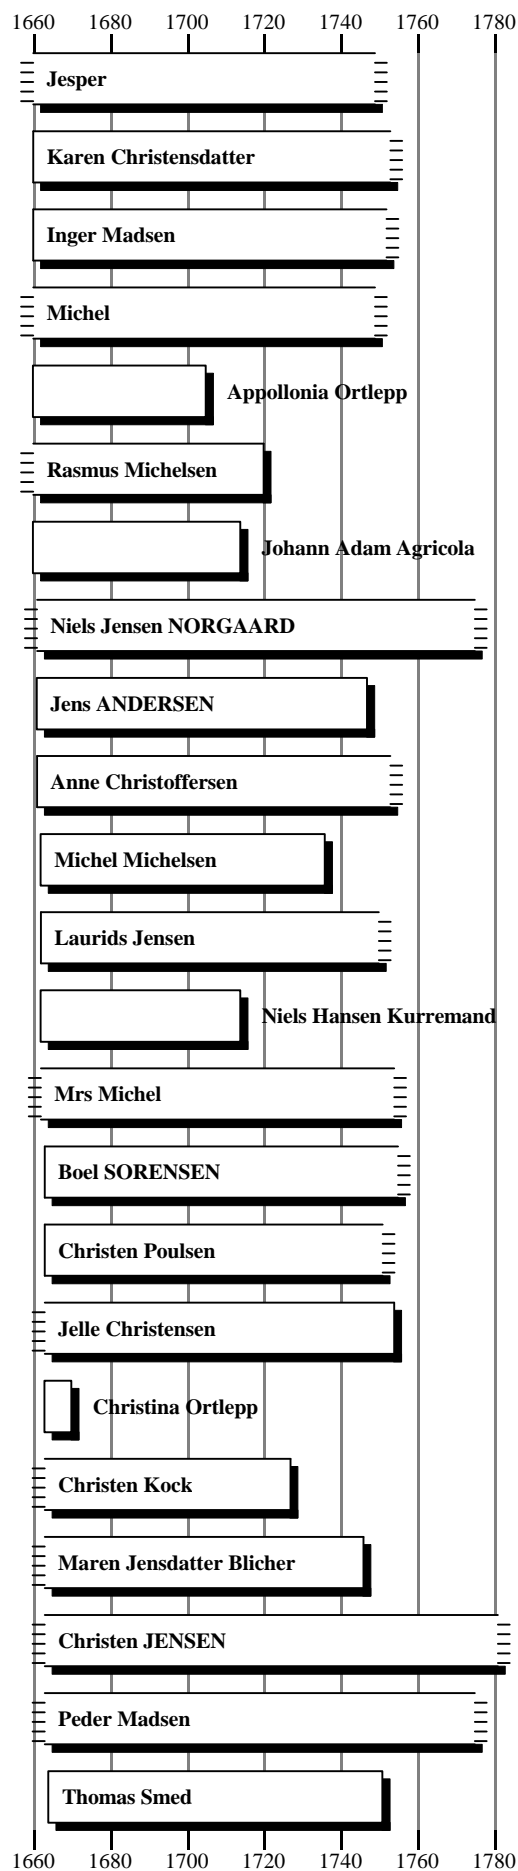 1660 1680 1700 1720 1740 1760 1780
Jesper
Karen Christensdatter
Inger Madsen
Michel
Appollonia Ortlepp
Rasmus Michelsen
Johann Adam Agricola
Niels Jensen NORGAARD
Jens ANDERSEN
Anne Christoffersen
Michel Michelsen
Laurids Jensen
Niels Hansen Kurremand
Mrs Michel
Boel SORENSEN
Christen Poulsen
Jelle Christensen
Christina Ortlepp
Christen Kock
Maren Jensdatter Blicher
Christen JENSEN
Peder Madsen
Thomas Smed
1660 1680 1700 1720 1740 1760 1780